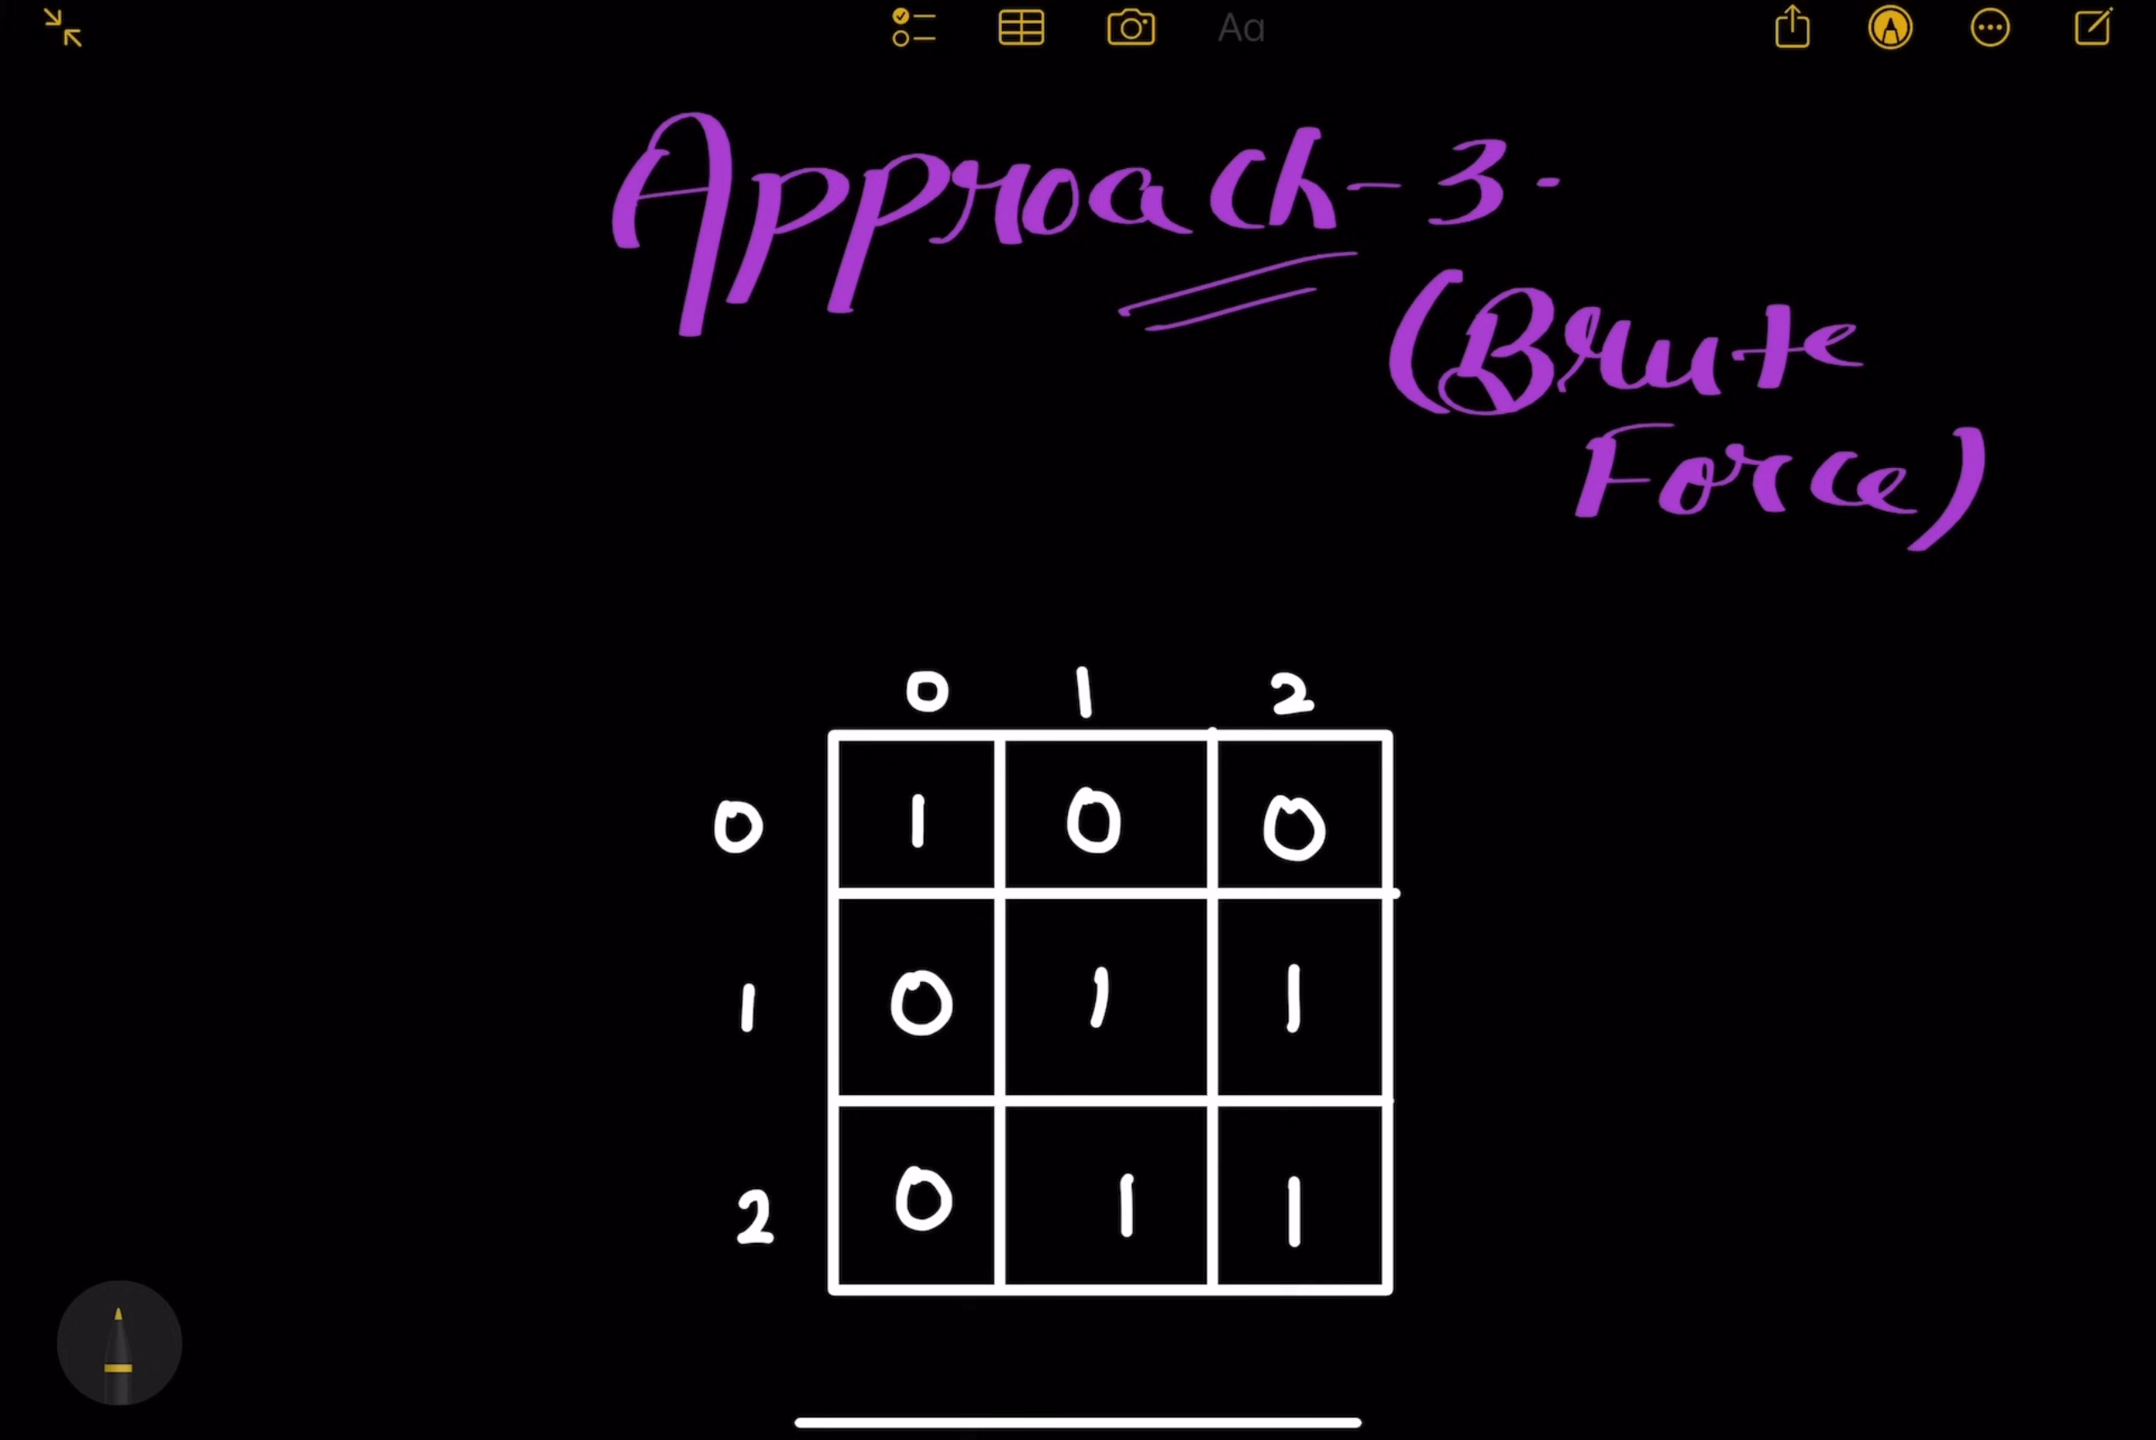 Aa
Approach-3-
(Brute
Force)
0 1 2
0 1 0 0
1 0 1 1
2 0 1 1